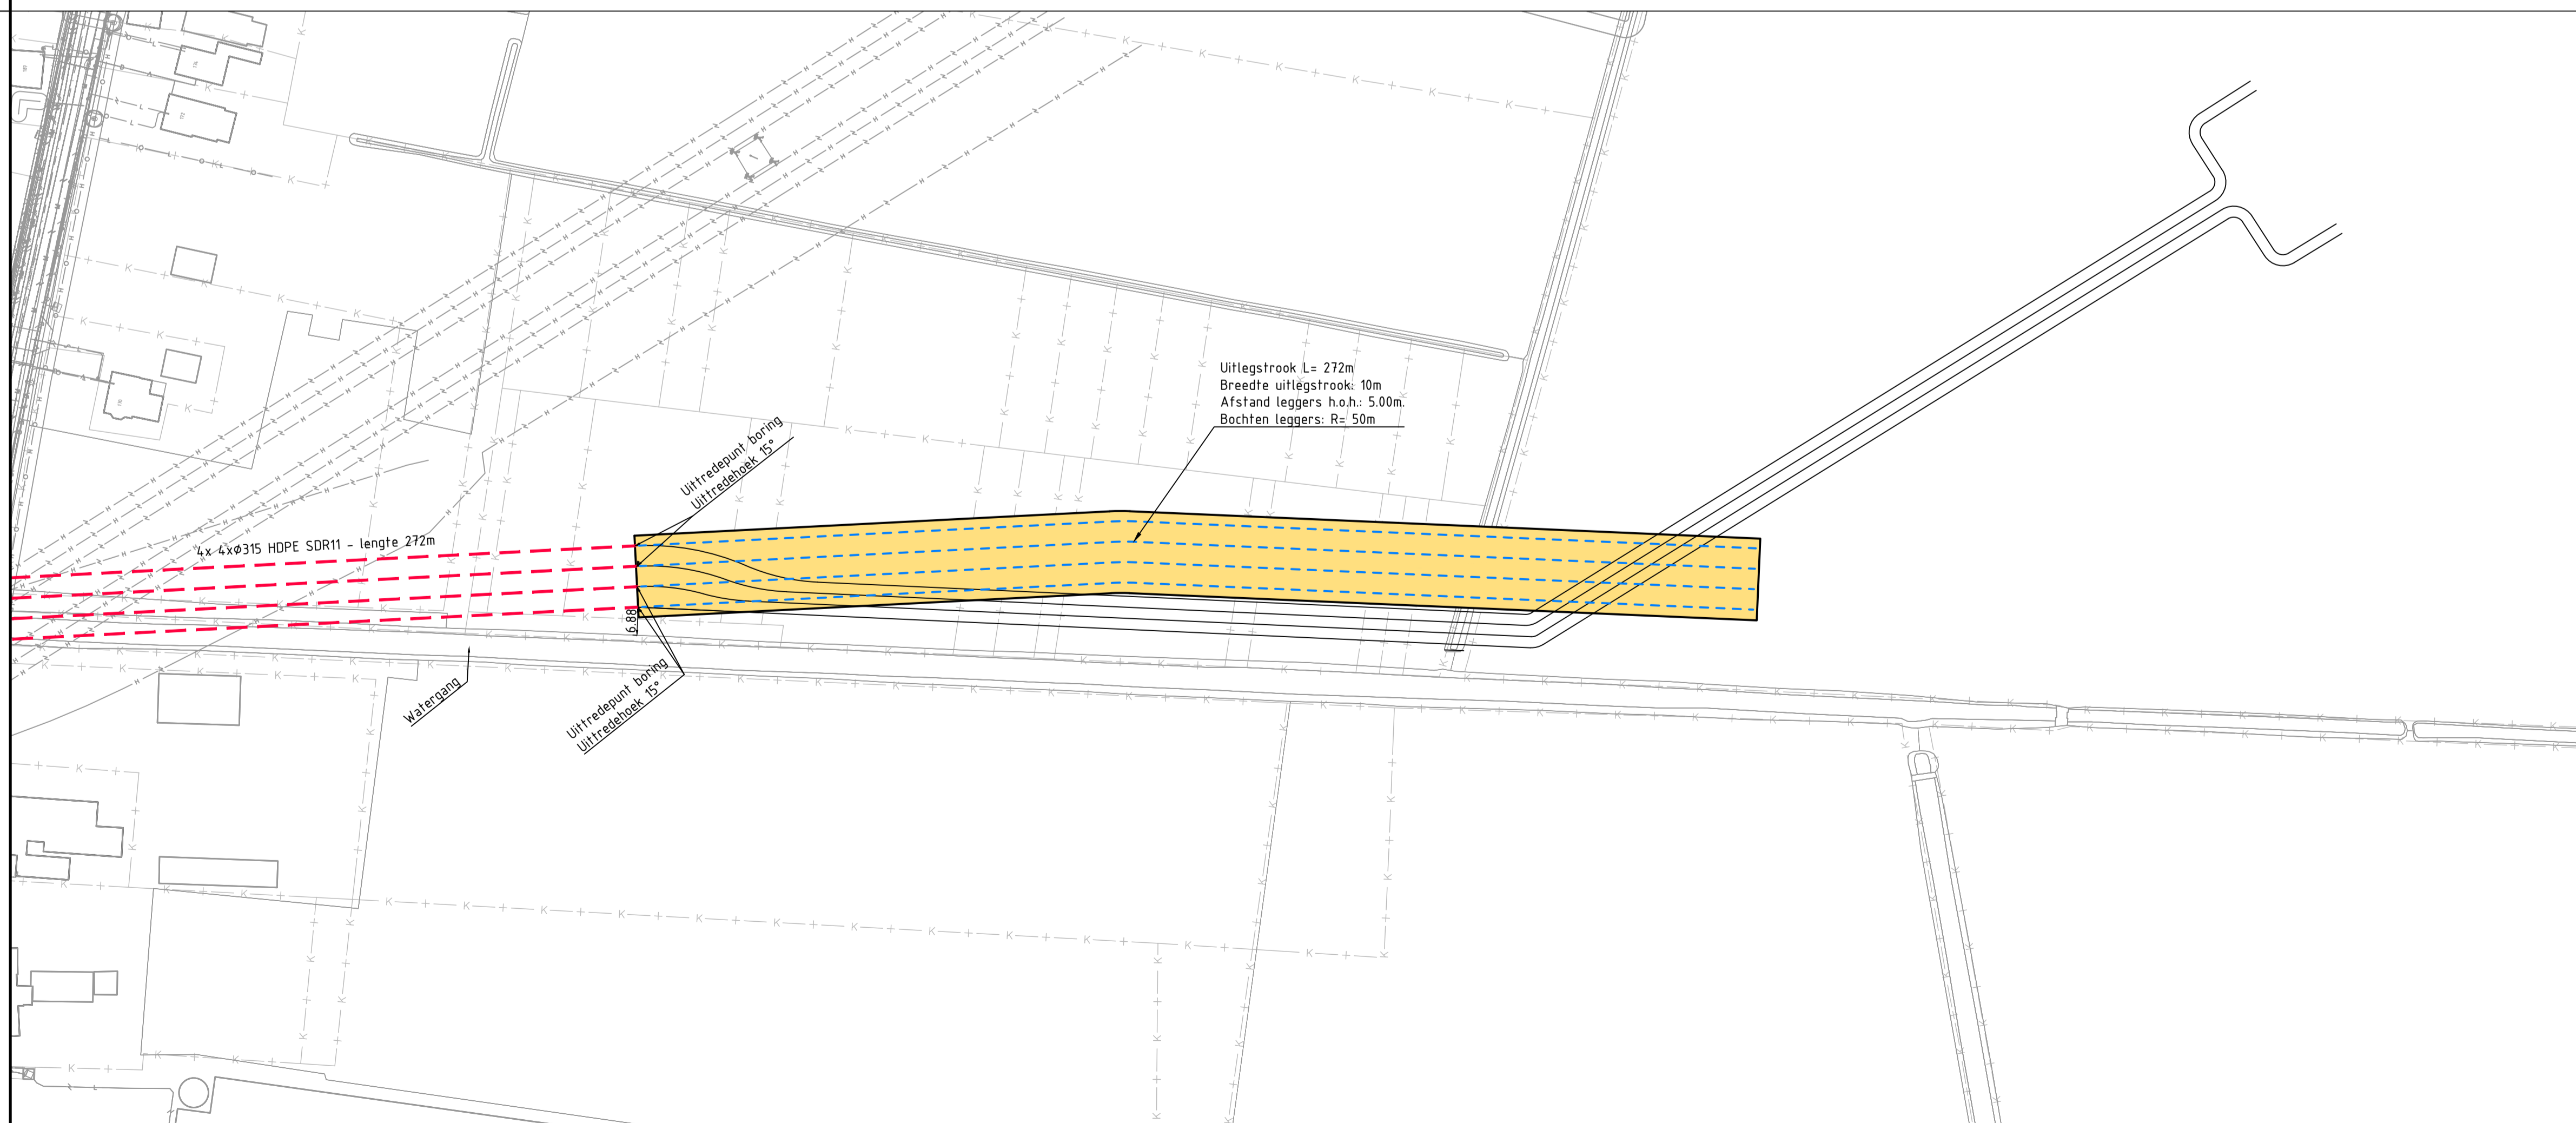 Uitlegstrook L= 272m
Breedte uitlegstrook: 10m
Afstand leggers h.o.h.: 5.00m.
Bochten leggers: R= 50m
Uittredepunt boring
Uittredehoek 15°
4x 4xØ315 HDPE SDR11 - lengte 272m
6.88
Uittredepunt boring
Uittredehoek 15°
Watergang